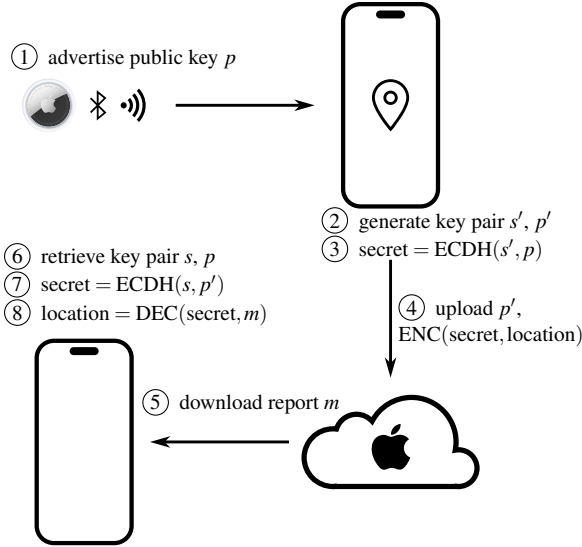 ① advertise public key p
② generate key pair s′, p′
③ secret = ECDH(s′, p)
④ upload p′,
ENC(secret, location)
⑤ download report m
⑥ retrieve key pair s, p
⑦ secret = ECDH(s, p′)
⑧ location = DEC(secret, m)